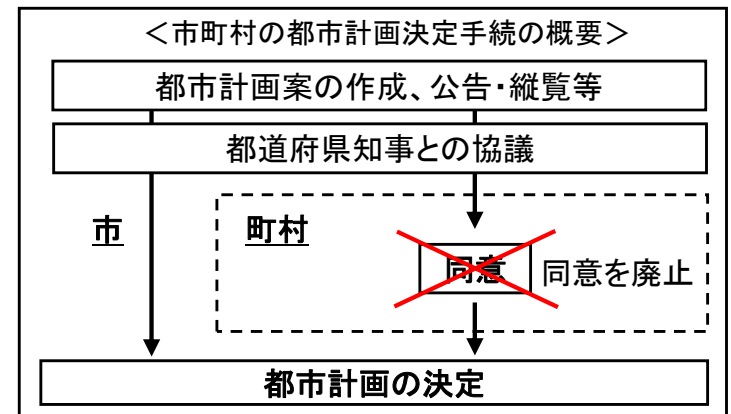 ＜市町村の都市計画決定手続の概要＞
都市計画案の作成、公告・縦覧等
都道府県知事との協議
市
町村
同意 同意を廃止
都市計画の決定